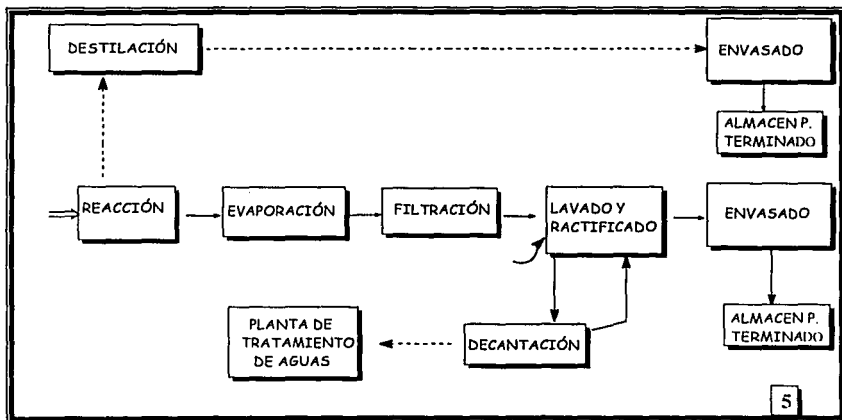 DESTILACIÓN
ENVASADO
ALMACEN P.
TERMINADO
REACCIÓN
EVAPORACIÓN
FILTRACIÓN
LAVADO Y
RACTIFICADO
ENVASADO
PLANTA DE
TRATAMIENTO
DE AGUAS
DECANTACIÓN
ALMACEN P.
TERMINADO
5